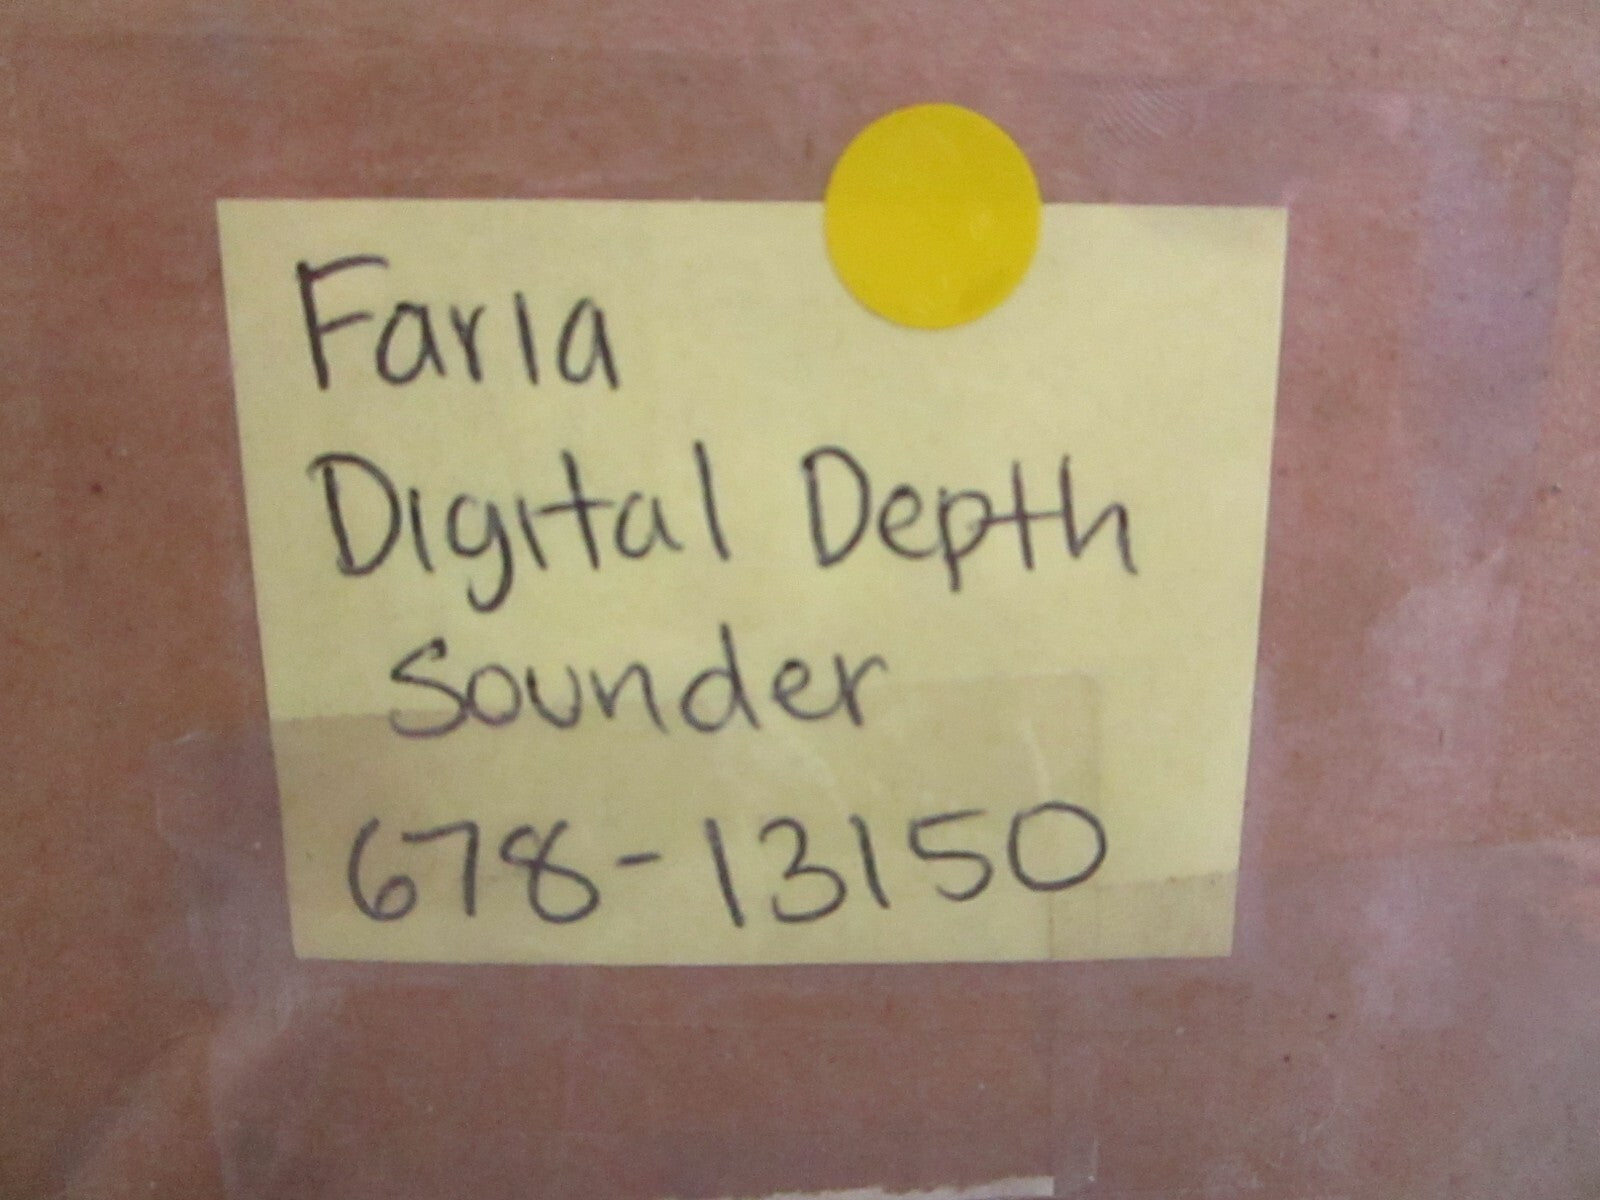 Faria
Digital Depth
Sounder
678-13150